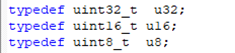 typedef uint32_t  u32;
typedef uint16_t u16;
typedef uint8_t  u8;